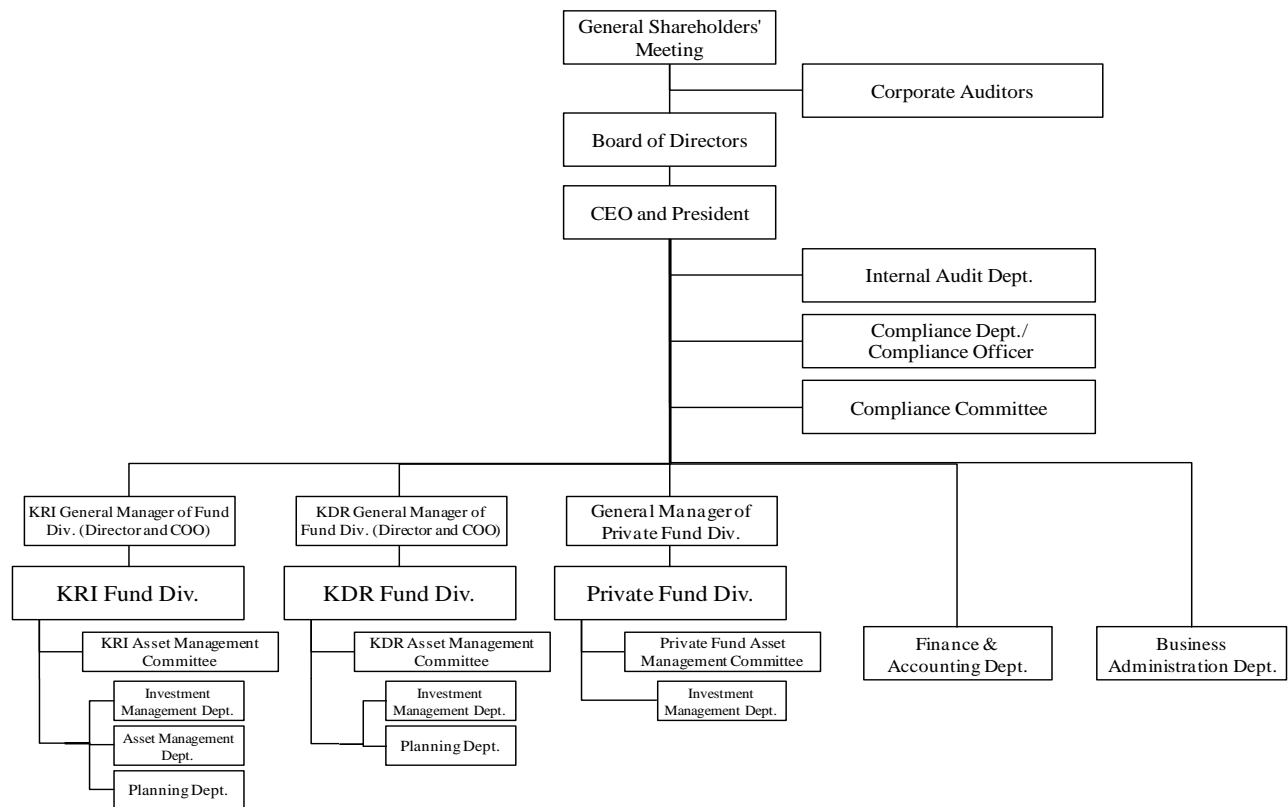 General Shareholders'
Meeting
Corporate Auditors
Board of Directors
CEO and President
Internal Audit Dept.
Compliance Dept./
Compliance Officer
Compliance Committee
KRI General Manager of Fund
Div. (Director and COO)
KDR General Manager of
Fund Div. (Director and COO)
General Manager of
Private Fund Div.
KRI Fund Div.
KDR Fund Div.
Private Fund Div.
KRI Asset Management
Committee
KDR Asset Management
Committee
Private Fund Asset
Management Committee
Finance &
Accounting Dept.
Business
Administration Dept.
Investment
Management Dept.
Investment
Management Dept.
Investment
Management Dept.
Asset Management
Dept.
Planning Dept.
Planning Dept.